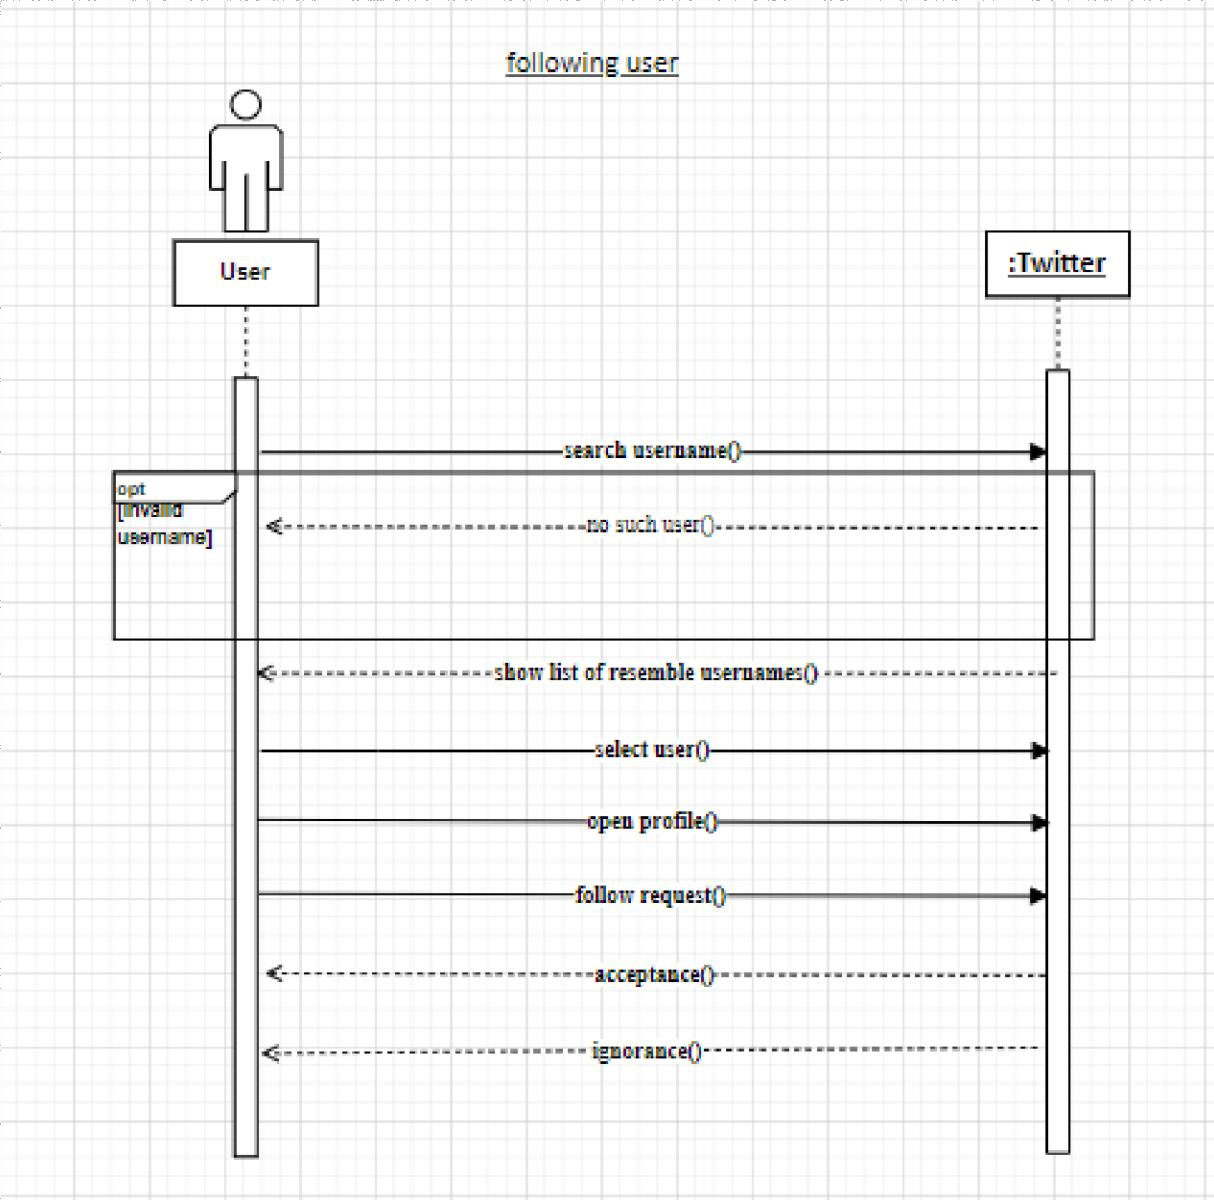 following user
User
:Twitter
search username()
opt
[invalid
username]
no such user()
show list of resemble usernames()
select user()
open profile()
follow request()
acceptance()
ignorance()